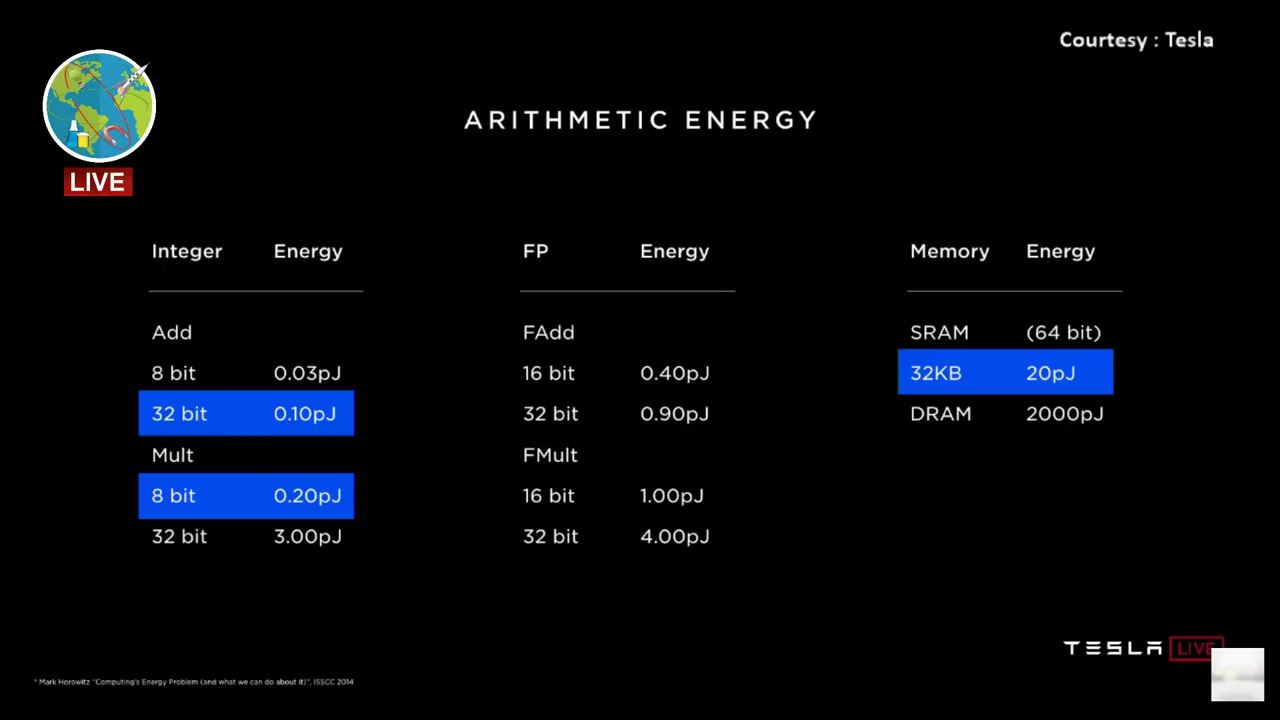 Courtesy : Tesla
LIVE
ARITHMETIC ENERGY
Integer Energy
Add
8 bit 0.03pJ
32 bit 0.10pJ
Mult
8 bit 0.20pJ
32 bit 3.00pJ
FP Energy
FAdd
16 bit 0.40pJ
32 bit 0.90pJ
FMult
16 bit 1.00pJ
32 bit 4.00pJ
Memory Energy
SRAM (64 bit)
32KB 20pJ
DRAM 2000pJ
TESLA LIVE
* Mark Horowitz "Computing's Energy Problem (and what we can do about it)", ISSCC 2014